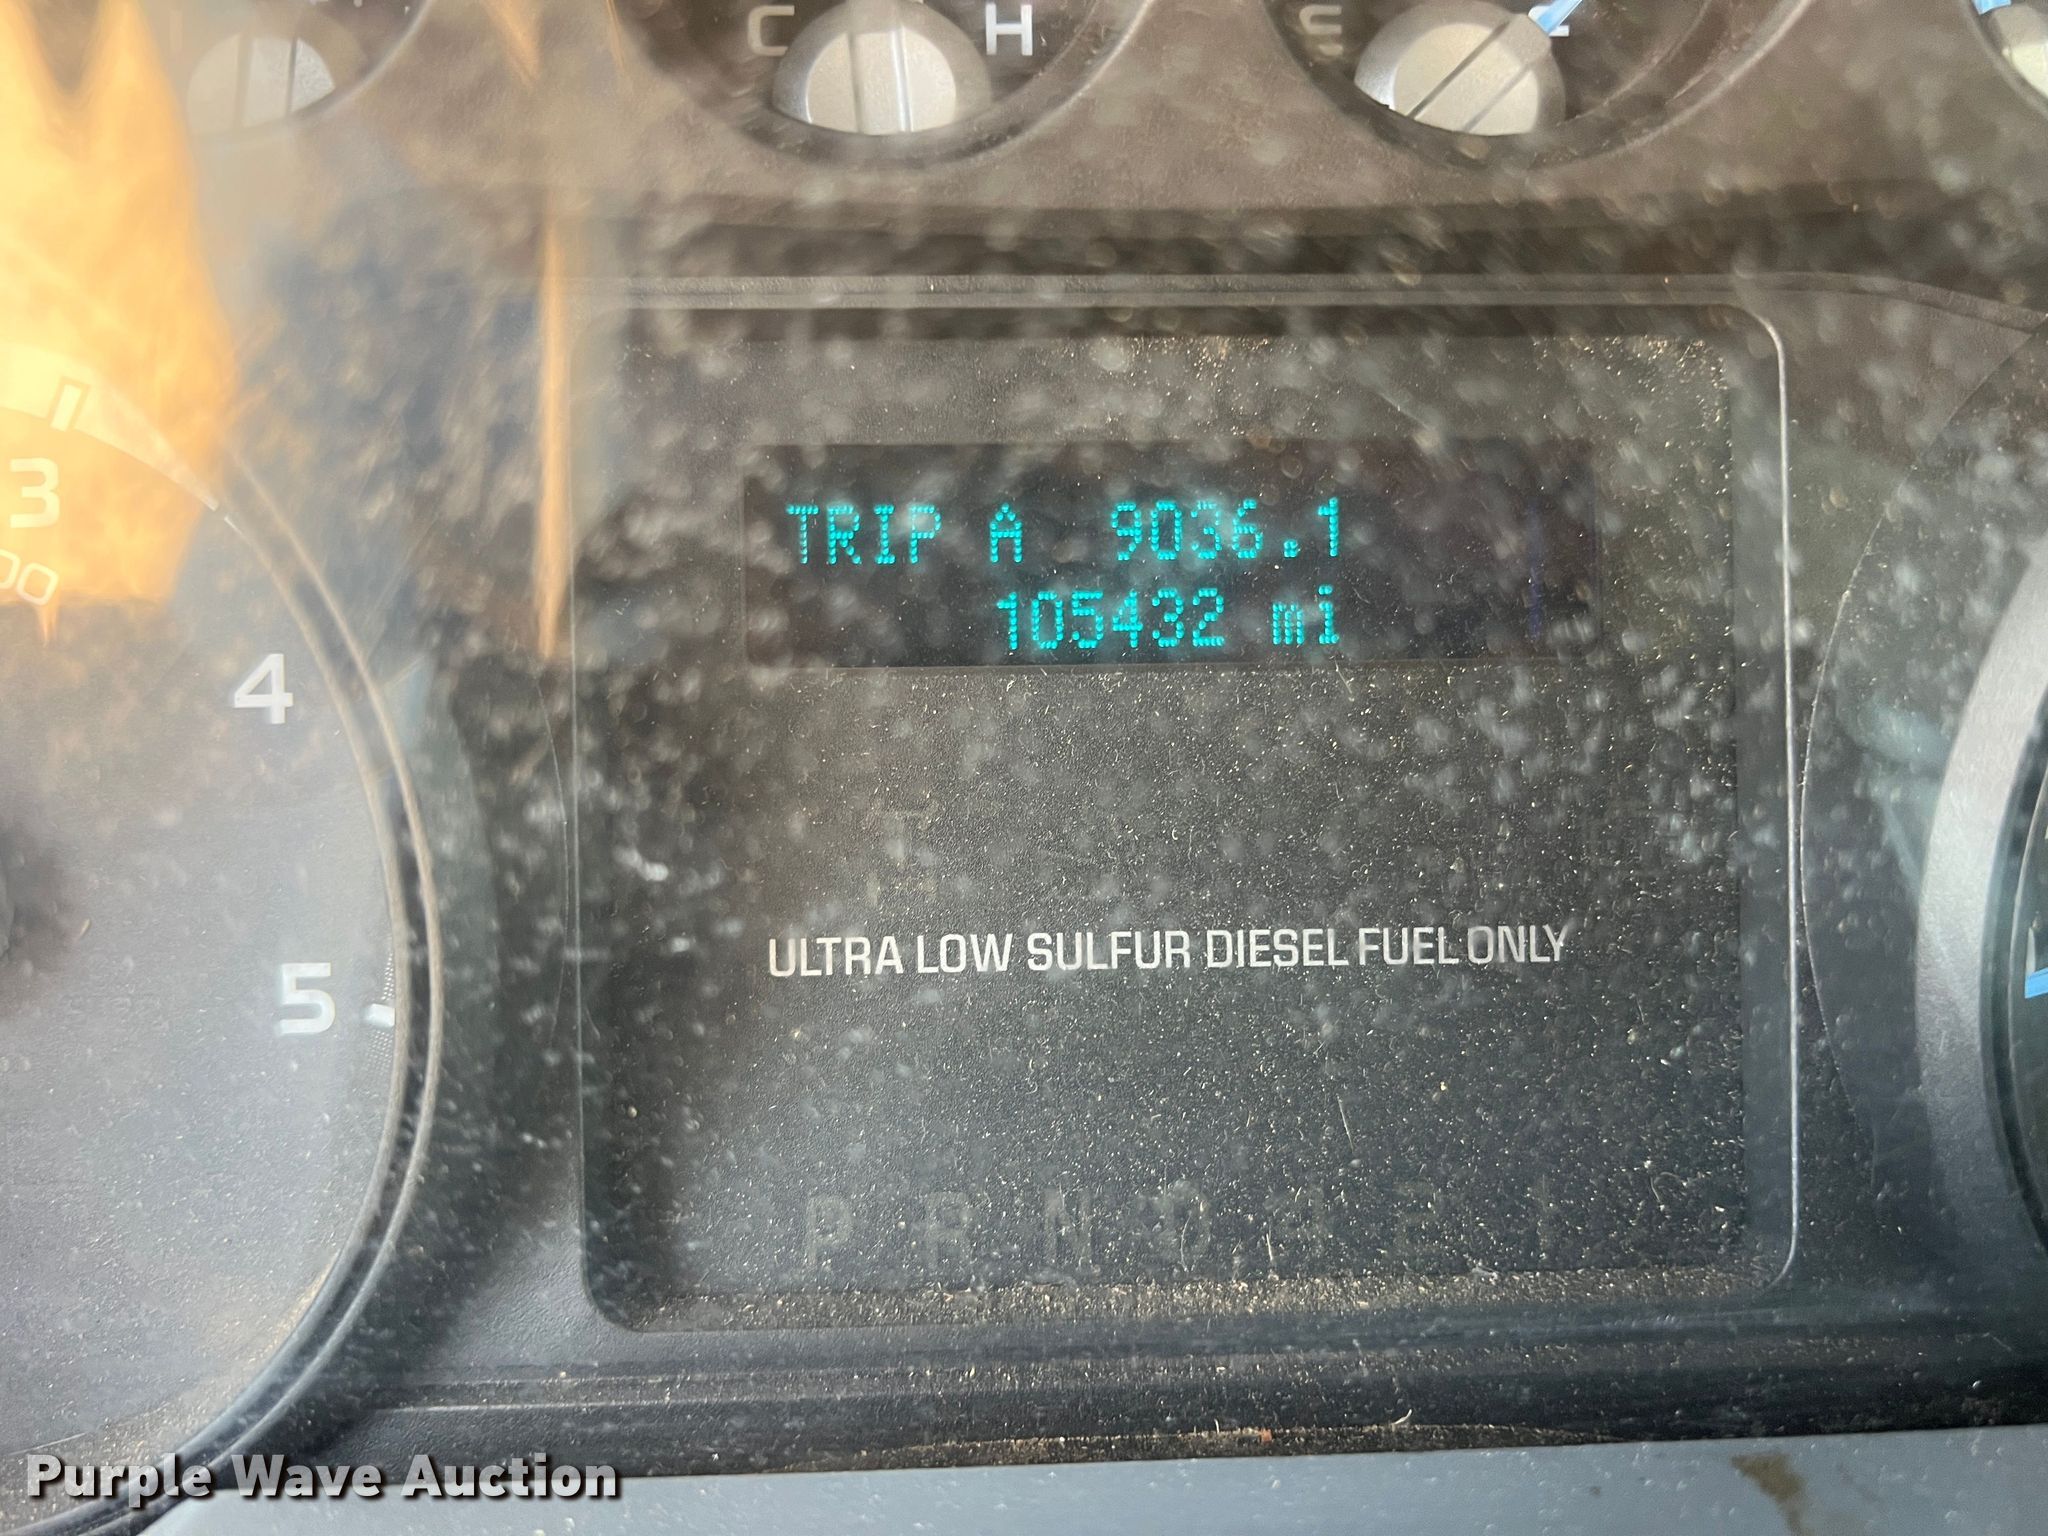 C H
TRIP A 9036.1
105432 mi
3
4
5
ULTRA LOW SULFUR DIESEL FUEL ONLY
P R N D
Purple Wave Auction